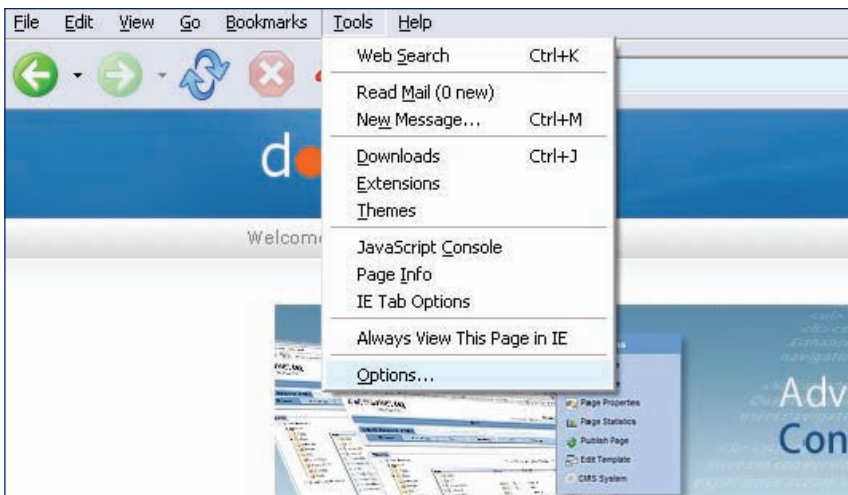 File Edit View Go Bookmarks Tools Help
Web Search Ctrl+K
Read Mail (0 new)
New Message... Ctrl+M
Downloads Ctrl+J
Extensions
Themes
JavaScript Console
Page Info
IE Tab Options
Always View This Page in IE
Options...
d
Welcom
Page Properties
Page Statistics
Publish Page
Edit Template
CMS System
Adv
Con